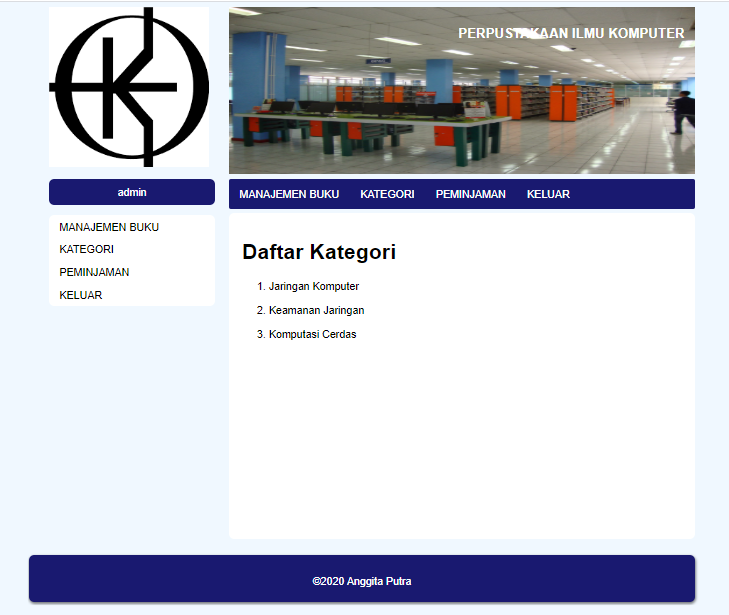 PERPUSTAKAAN ILMU KOMPUTER
admin
MANAJEMEN BUKU KATEGORI PEMINJAMAN KELUAR
MANAJEMEN BUKU
KATEGORI
PEMINJAMAN
KELUAR
Daftar Kategori
1. Jaringan Komputer
2. Keamanan Jaringan
3. Komputasi Cerdas
©2020 Anggita Putra